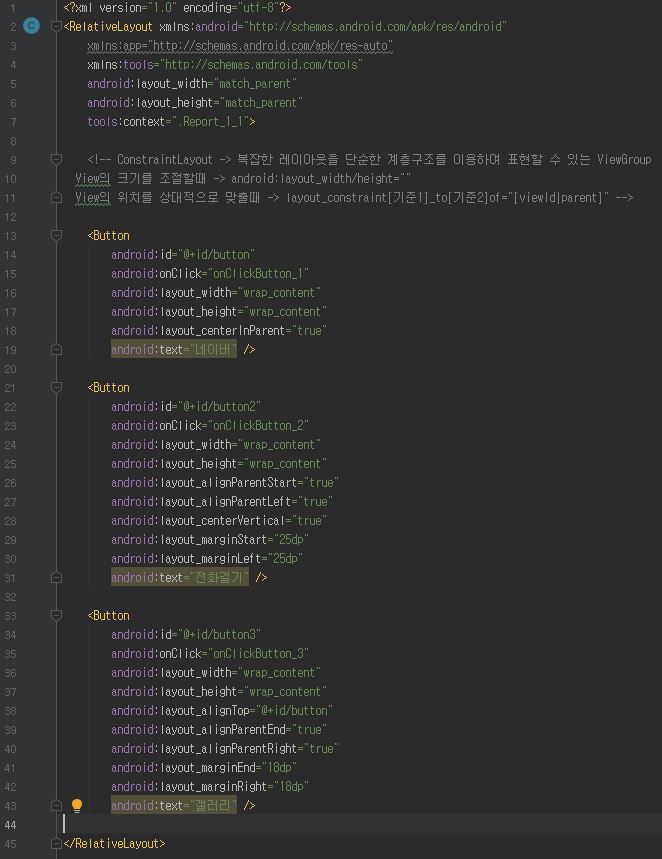 1 <?xml version="1.0" encoding="utf-8"?>
2 C <RelativeLayout xmlns:android="http://schemas.android.com/apk/res/android"
3 xmlns:app="http://schemas.android.com/apk/res-auto"
4 xmlns:tools="http://schemas.android.com/tools"
5 android:layout_width="match_parent"
6 android:layout_height="match_parent"
7 tools:context=".Report_1_1">
8
9 <!-- ConstraintLayout -> 복잡한 레이아웃을 단순한 계층구조를 이용하여 표현할 수 있는 ViewGroup
10 View의 크기를 조절할때 -> android:layout_width/height=""
11 View의 위치를 상대적으로 맞출때 -> layout_constraint[기준1]_to[기준2]of="[viewId|parent]" -->
12
13 <Button
14 android:id="@+id/button"
15 android:onClick="onClickButton_1"
16 android:layout_width="wrap_content"
17 android:layout_height="wrap_content"
18 android:layout_centerInParent="true"
19 android:text="네이버" />
20
21 <Button
22 android:id="@+id/button2"
23 android:onClick="onClickButton_2"
24 android:layout_width="wrap_content"
25 android:layout_height="wrap_content"
26 android:layout_alignParentStart="true"
27 android:layout_alignParentLeft="true"
28 android:layout_centerVertical="true"
29 android:layout_marginStart="25dp"
30 android:layout_marginLeft="25dp"
31 android:text="전화걸기" />
32
33 <Button
34 android:id="@+id/button3"
35 android:onClick="onClickButton_3"
36 android:layout_width="wrap_content"
37 android:layout_height="wrap_content"
38 android:layout_alignTop="@+id/button"
39 android:layout_alignParentEnd="true"
40 android:layout_alignParentRight="true"
41 android:layout_marginEnd="18dp"
42 android:layout_marginRight="18dp"
43 android:text="갤러리" />
44
45 </RelativeLayout>